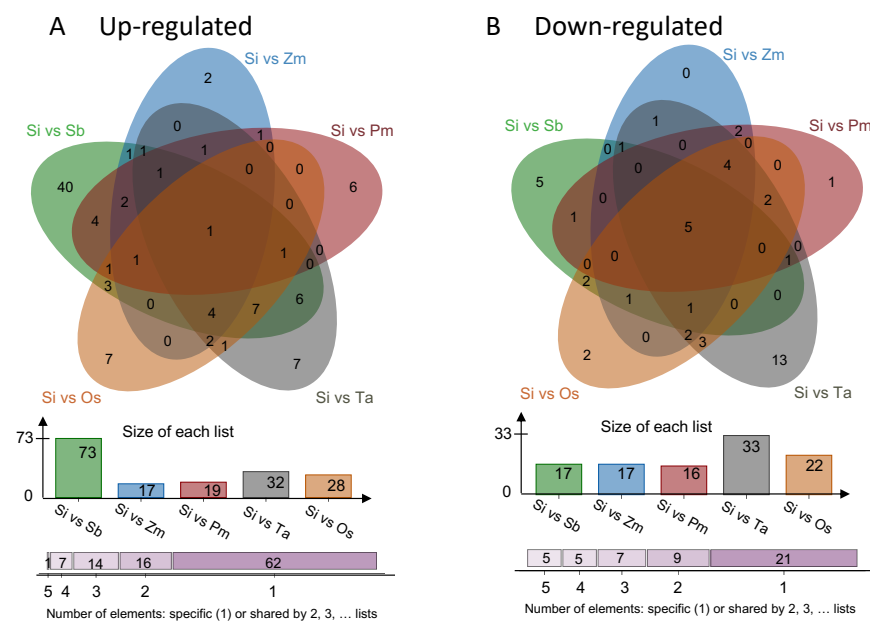 A Up-regulated
B Down-regulated
Si vs Zm
Si vs Sb
Si vs Pm
2
0
1 1
1
1
0
1
0
0
40
6
2
4
0
1
1
1
1
0
0
3
0
4
7
6
0
2
1
7
7
Si vs Os
Si vs Ta
Size of each list
73
0
73
17
19
32
28
Si vs Sb
Si vs Zm
Si vs Pm
Si vs Ta
Si vs Os
1 7 14 16 62
5 4 3 2 1
Number of elements: specific (1) or shared by 2, 3, ... lists
Si vs Zm
Si vs Sb
Si vs Pm
0
1
2
0
0
1
0
0
4
0
5
1
0
2
1
5
0
0
0
0
1
2
1
1
0
0
0
2
3
2
13
Si vs Os
Si vs Ta
Size of each list
33
0
17
17
16
33
22
Si vs Sb
Si vs Zm
Si vs Pm
Si vs Ta
Si vs Os
5 5 7 9 21
5 4 3 2 1
Number of elements: specific (1) or shared by 2, 3, ... lists